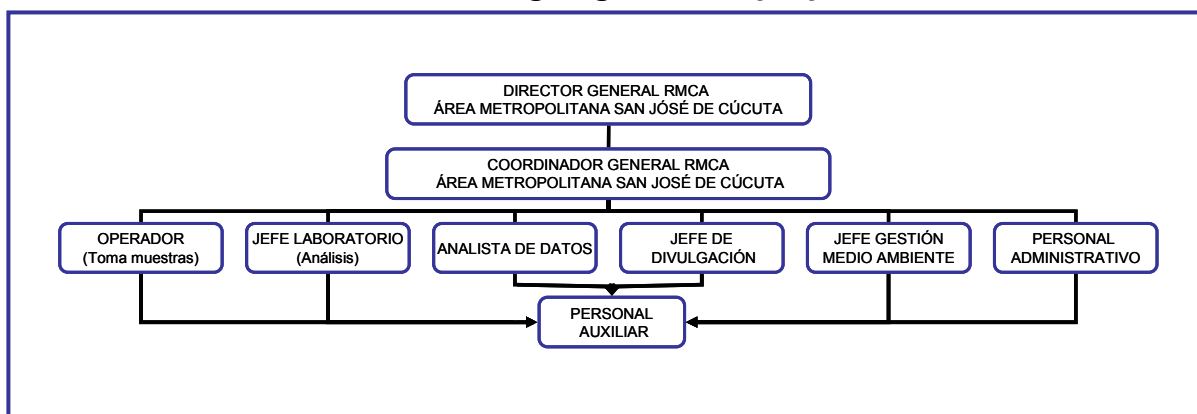 DIRECTOR GENERAL RMCA
ÁREA METROPOLITANA SAN JÓSÉ DE CÚCUTA
COORDINADOR GENERAL RMCA
ÁREA METROPOLITANA SAN JOSÉ DE CÚCUTA
OPERADOR
(Toma muestras)
JEFE LABORATORIO
(Análisis)
ANALISTA DE DATOS
JEFE DE
DIVULGACIÓN
JEFE GESTIÓN
MEDIO AMBIENTE
PERSONAL
ADMINISTRATIVO
PERSONAL
AUXILIAR